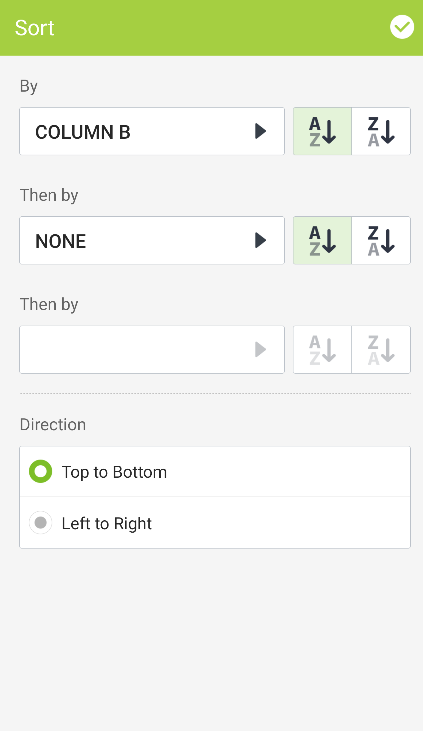 Sort
By
COLUMN B
A Z
Z A
Then by
NONE
A Z
Z A
Then by
A Z
Z A
Direction
Top to Bottom
Left to Right